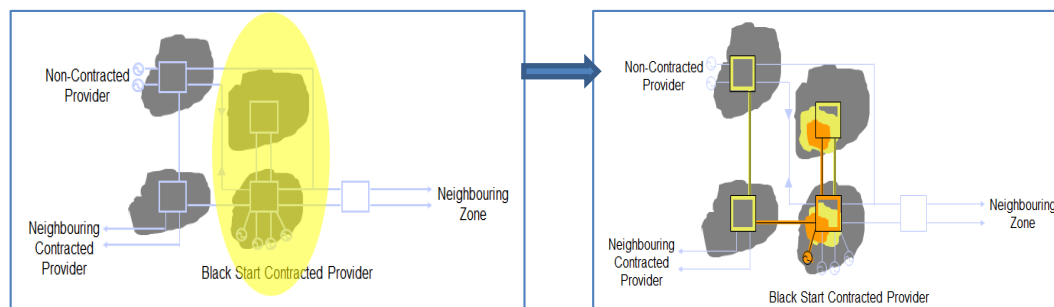 Non-Contracted
Provider
Neighbouring
Zone
Neighbouring
Contracted
Provider
Black Start Contracted Provider
Non-Contracted
Provider
Neighbouring
Zone
Neighbouring
Contracted
Provider
Black Start Contracted Provider